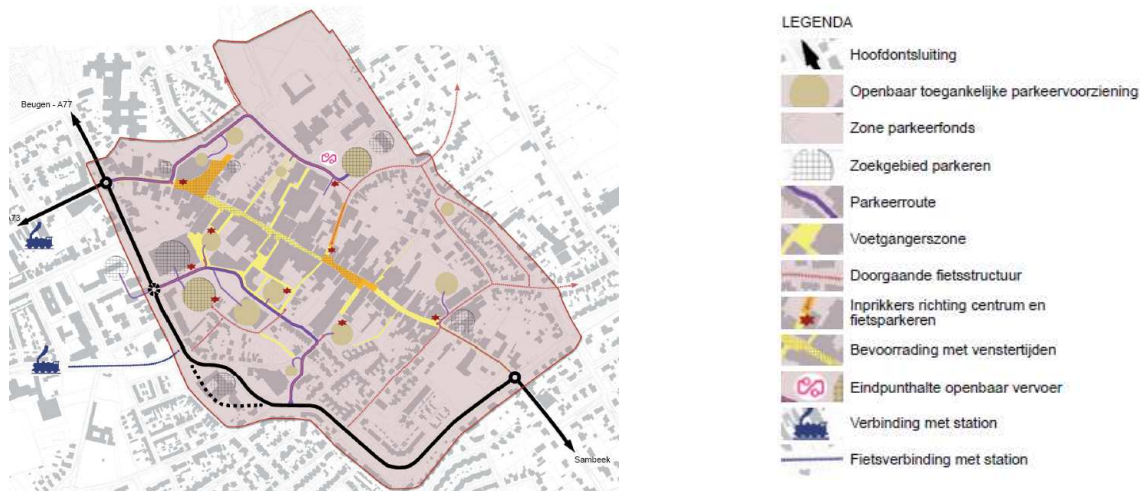 LEGENDA
Hoofdontsluiting
Openbaar toegankelijke parkeervoorziening
Zone parkeerfonds
Zoekgebied parkeren
Parkeerroute
Voetgangerszone
Doorgaande fietsstructuur
Inprikkers richting centrum en
fietsparkeren
Bevoorrading met venstertijden
Eindpunthalte openbaar vervoer
Verbinding met station
Fietsverbinding met station
Beugen - A77
A73
Sambeek